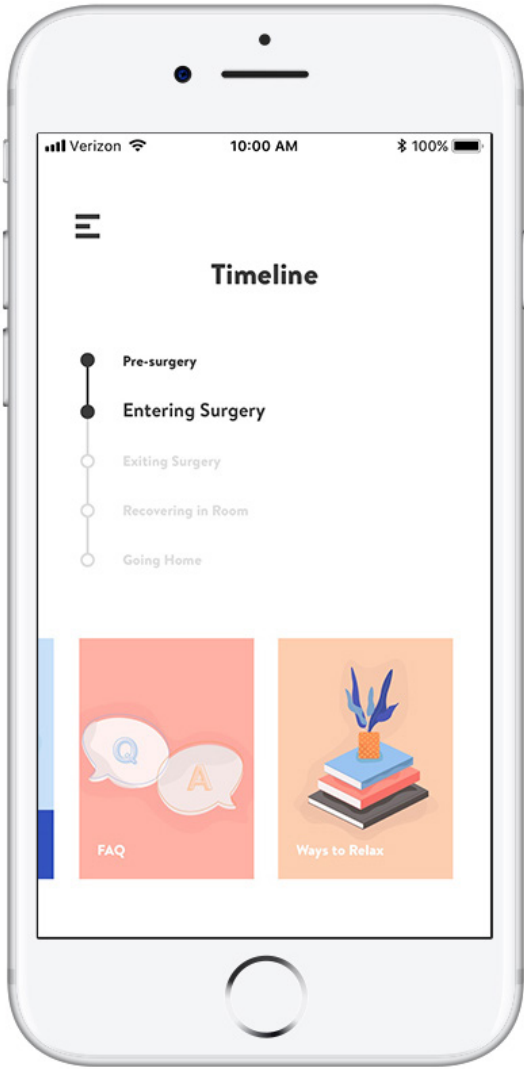 Verizon 10:00 AM 100%
Timeline
Pre-surgery
Entering Surgery
Exiting Surgery
Recovering in Room
Going Home
Q
A
FAQ
Ways to Relax